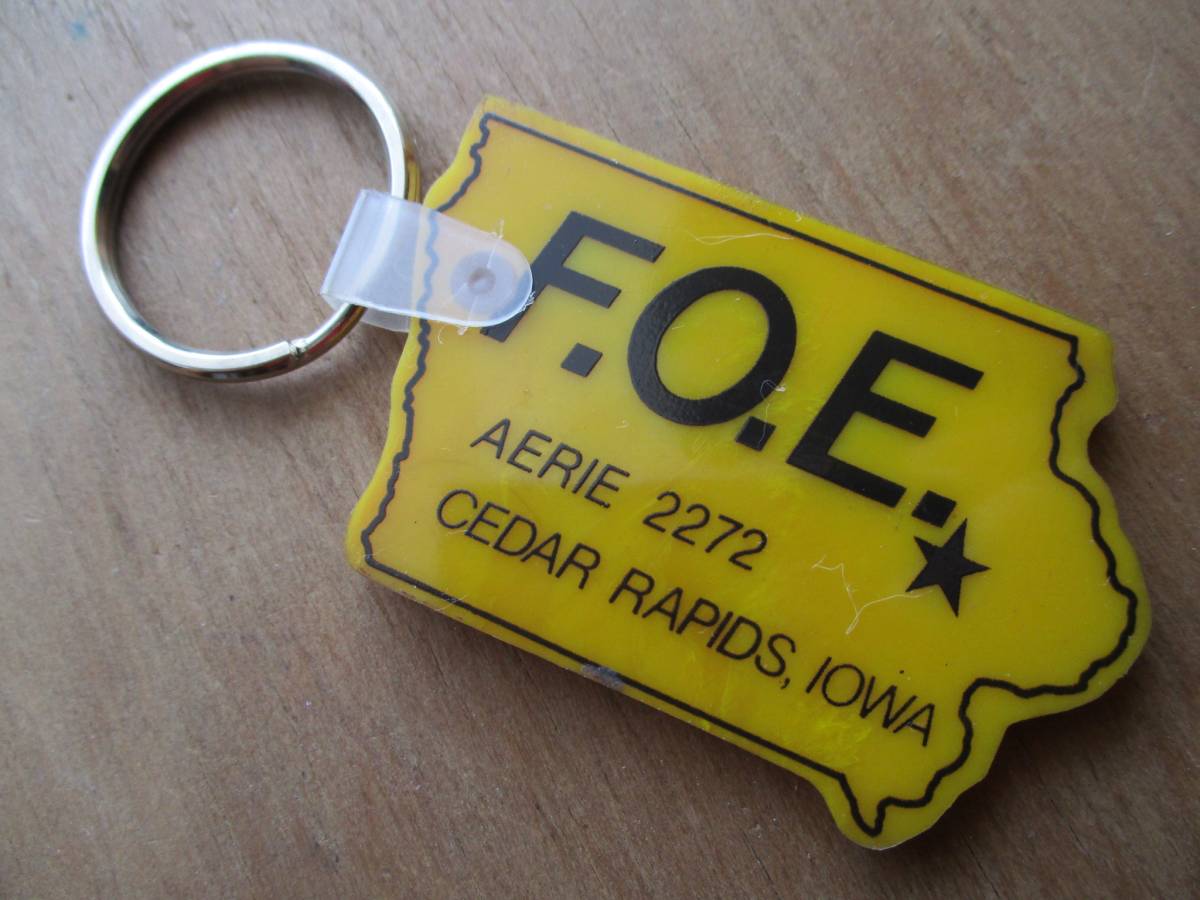 F.O.E.
AERIE 2272
CEDAR RAPIDS, IOWA